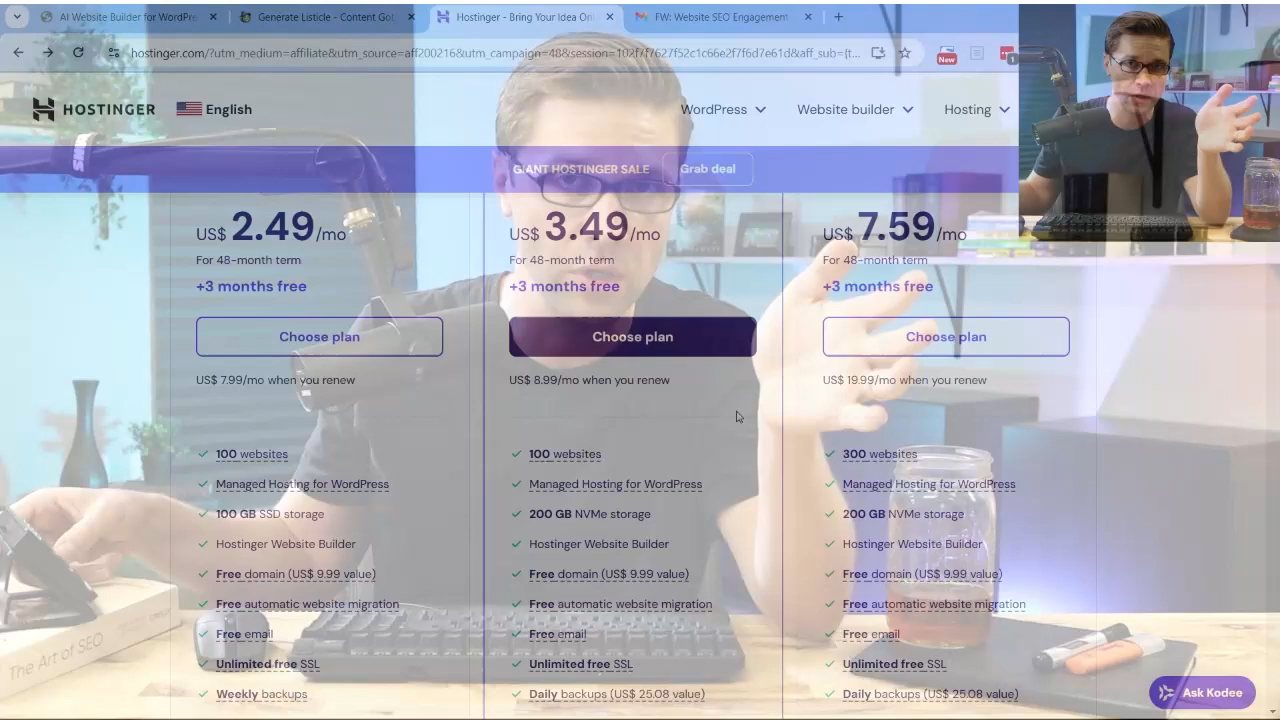 AI Website Builder for WordPre
Generate Listicle - Content Go
Hostinger - Bring Your Idea On
FW: Website SEO Engagement
hostinger.com/?utm_medium=affiliate&utm_source=aff200216&utm_campaign=48&session=
New
1
HOSTINGER
English
WordPress
Website builder
Hosting
GIANT HOSTINGER SALE
Grab deal
US$ 2.49/mo
US$ 3.49/mo
US$ 7.59/mo
For 48-month term
For 48-month term
For 48-month term
+3 months free
+3 months free
+3 months free
Choose plan
Choose plan
Choose plan
US$ 7.99/mo when you renew
US$ 8.99/mo when you renew
US$ 19.99/mo when you renew
100 websites
100 websites
300 websites
Managed Hosting for WordPress
Managed Hosting for WordPress
Managed Hosting for WordPress
100 GB SSD storage
200 GB NVMe storage
200 GB NVMe storage
Hostinger Website Builder
Hostinger Website Builder
Hostinger Website Builder
Free domain (US$ 9.99 value)
Free domain (US$ 9.99 value)
Free domain (US$ 9.99 value)
Free automatic website migration
Free automatic website migration
Free automatic website migration
Free email
Free email
Free email
Unlimited free SSL
Unlimited free SSL
Unlimited free SSL
Weekly backups
Daily backups (US$ 25.08 value)
Daily backups (US$ 25.08 value)
The Art of SEO
Ask Kodee